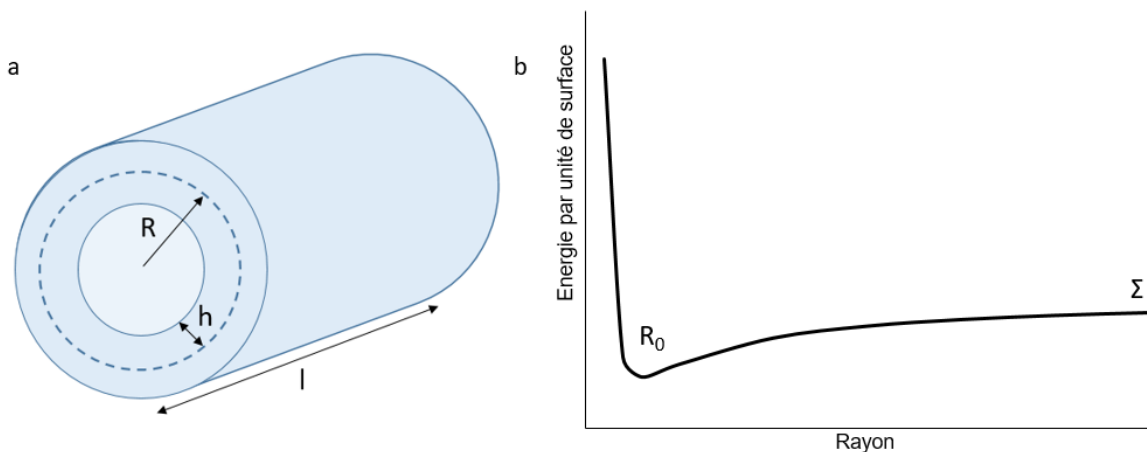 a
R
h
l
b
Energie par unité de surface
R₀
Σ
Rayon